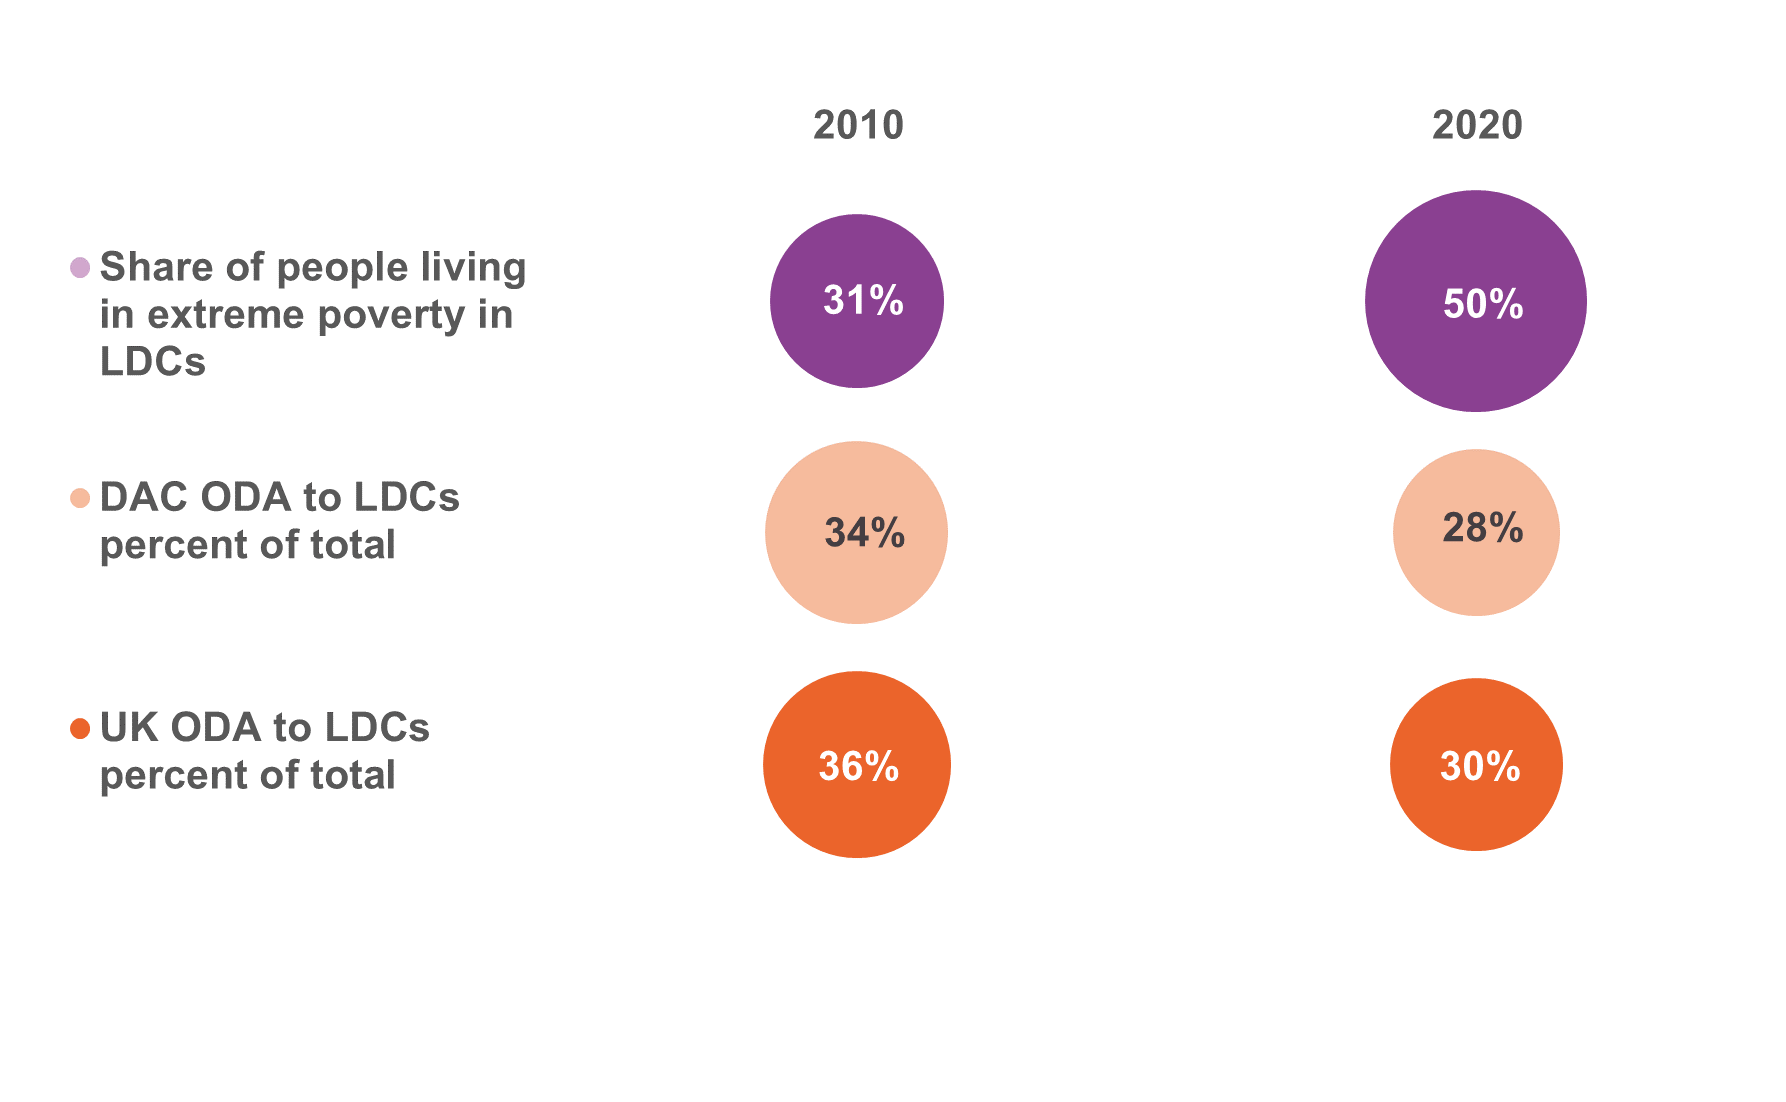 2010
2020
Share of people living
in extreme poverty in
LDCs
31%
50%
DAC ODA to LDCs
percent of total
34%
28%
UK ODA to LDCs
percent of total
36%
30%